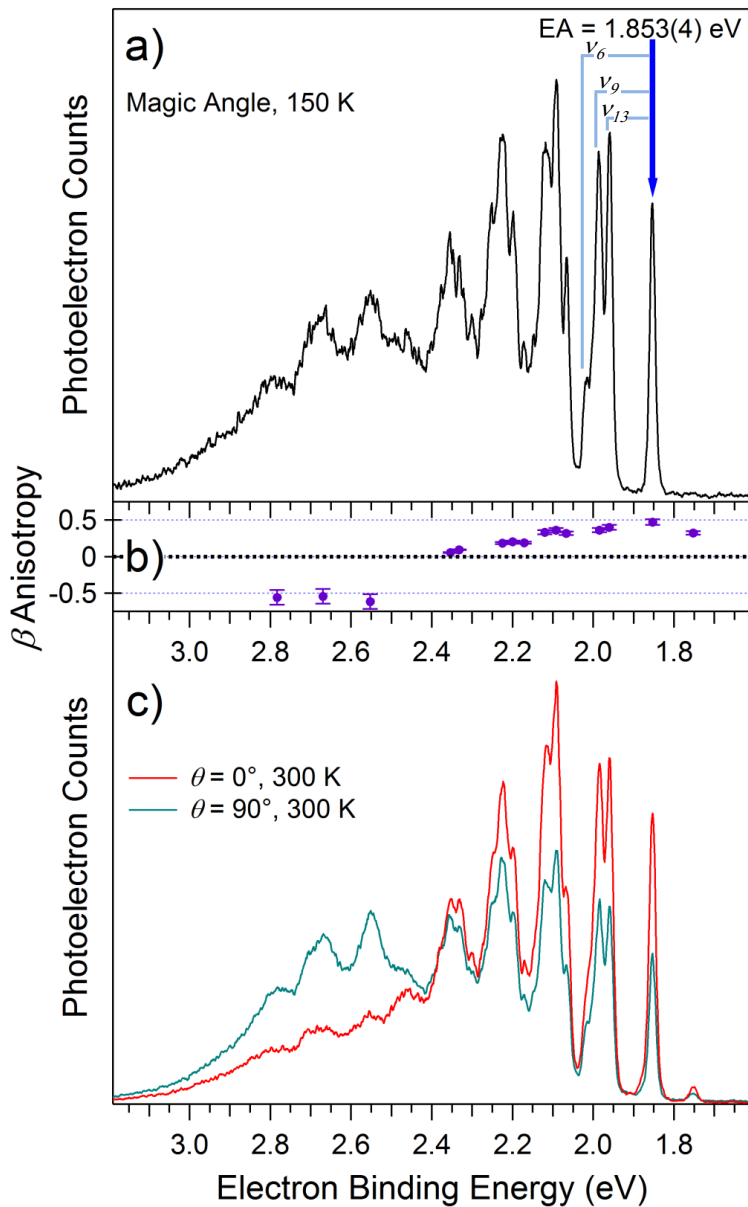 a)
EA = 1.853(4) eV
ν6
ν9
ν13
Magic Angle, 150 K
Photoelectron Counts
0.5
0
-0.5
b)
β Anisotropy
3.0 2.8 2.6 2.4 2.2 2.0 1.8
c)
θ = 0°, 300 K
θ = 90°, 300 K
Photoelectron Counts
3.0 2.8 2.6 2.4 2.2 2.0 1.8
Electron Binding Energy (eV)